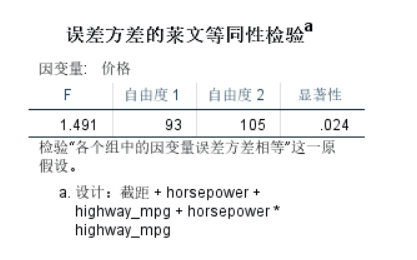 误差方差的莱文等同性检验a
因变量: 价格
F 自由度 1 自由度 2 显著性
1.491 93 105 .024
检验“各个组中的因变量误差方差相等”这一原
假设。
a. 设计：截距 + horsepower +
highway_mpg + horsepower *
highway_mpg